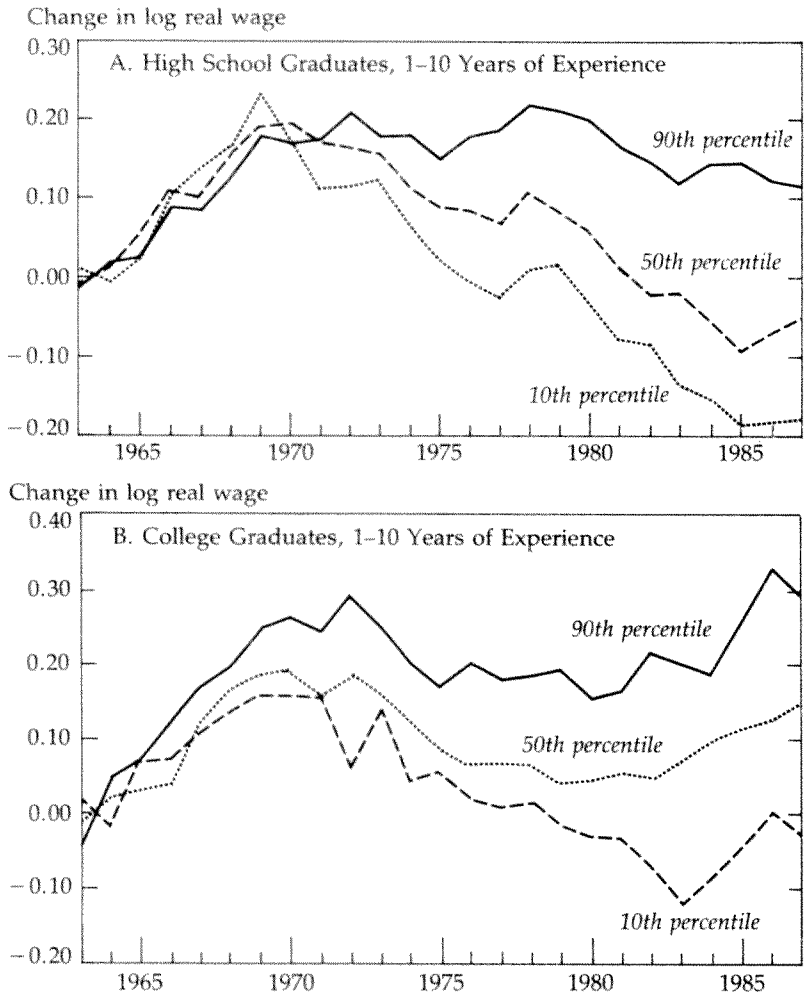 Change in log real wage
0.30
A. High School Graduates, 1–10 Years of Experience
0.20
90th percentile
0.10
50th percentile
0.00
−0.10
10th percentile
−0.20
1965 1970 1975 1980 1985
Change in log real wage
0.40
B. College Graduates, 1–10 Years of Experience
0.30
90th percentile
0.20
50th percentile
0.10
0.00
−0.10
10th percentile
−0.20
1965 1970 1975 1980 1985